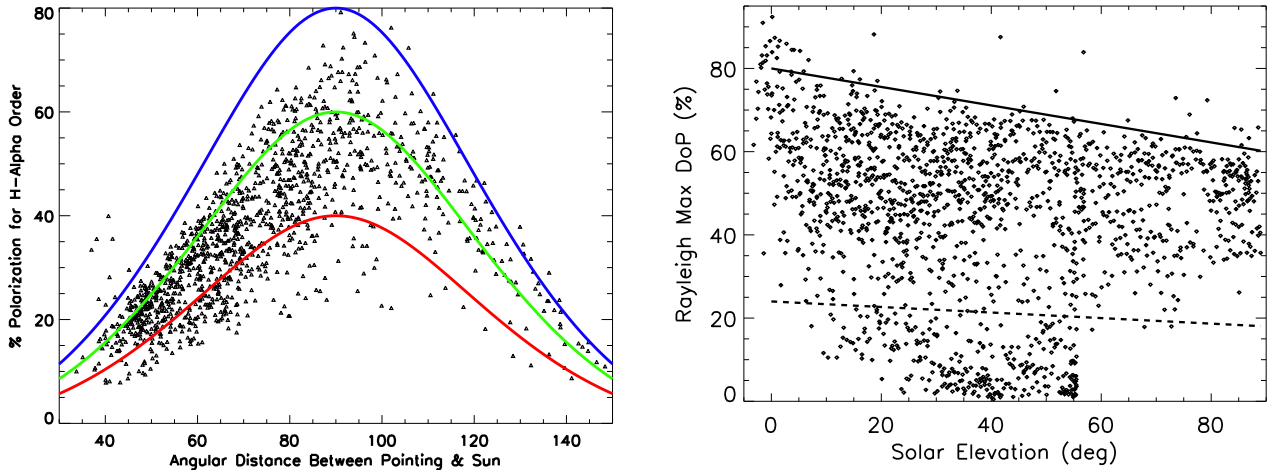 % Polarization for H-Alpha Order
80
60
40
20
0
40 60 80 100 120 140
Angular Distance Between Pointing & Sun
Rayleigh Max DoP (%)
80
60
40
20
0
0 20 40 60 80
Solar Elevation (deg)